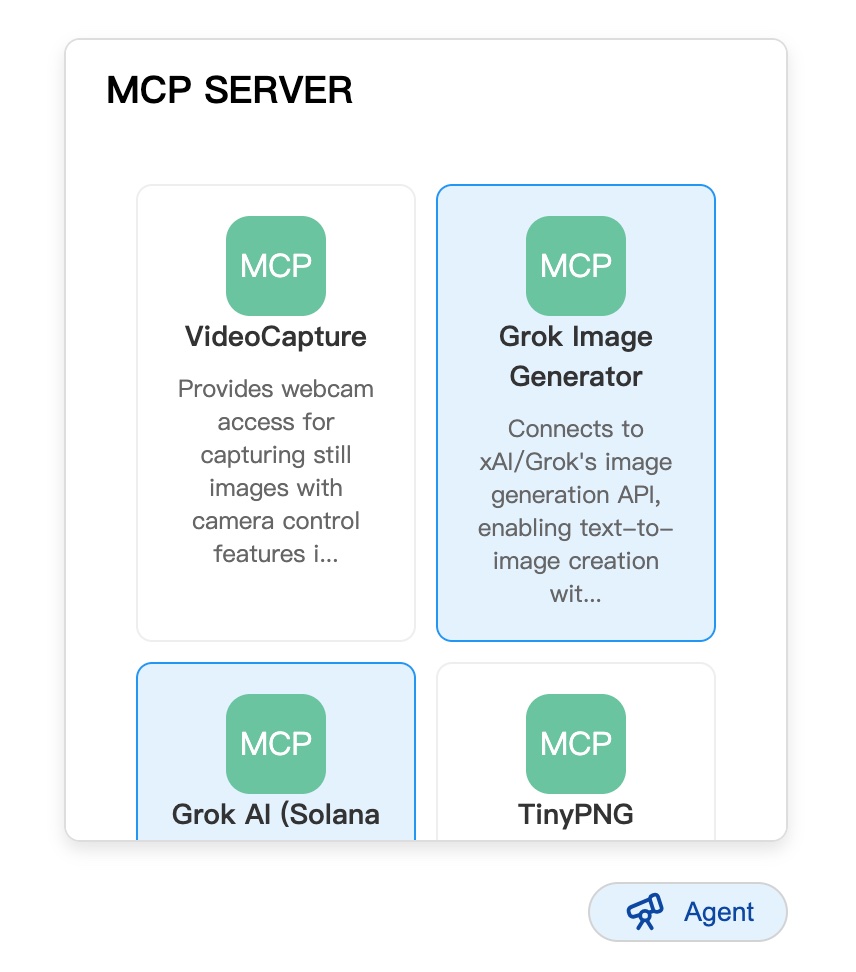 MCP SERVER
MCP
VideoCapture
Provides webcam
access for
capturing still
images with
camera control
features i...
MCP
Grok Image
Generator
Connects to
xAI/Grok's image
generation API,
enabling text-to-
image creation
wit...
MCP
Grok AI (Solana
MCP
TinyPNG
Agent